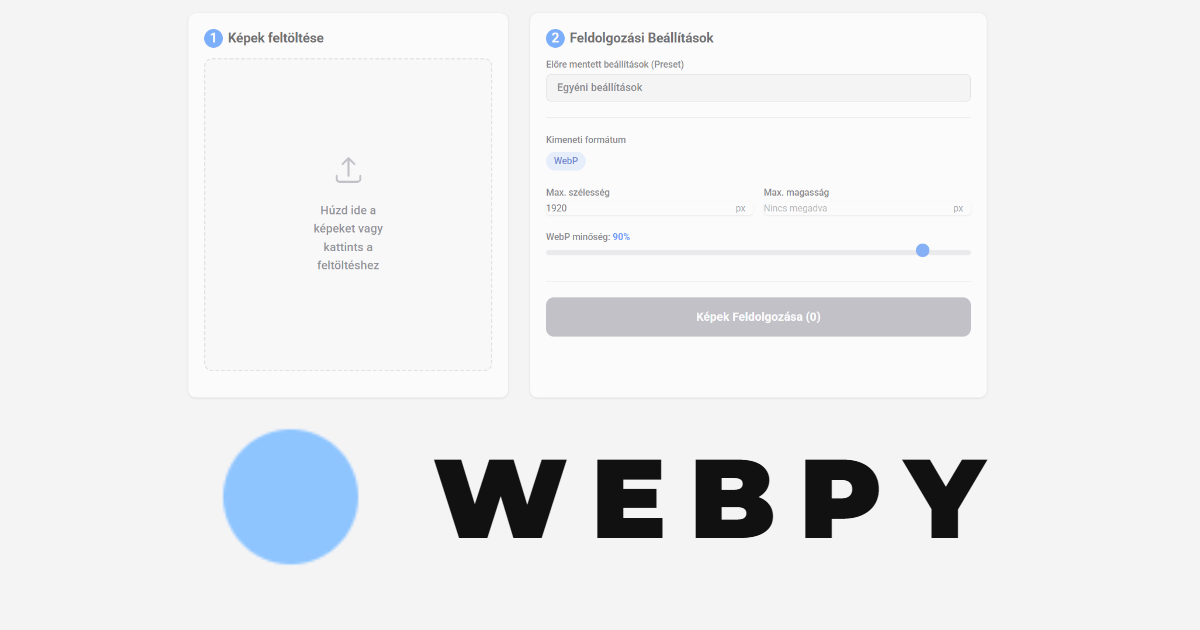 1 Képek feltöltése
Húzd ide a
képeket vagy
kattints a
feltöltéshez
2 Feldolgozási Beállítások
Előre mentett beállítások (Preset)
Egyéni beállítások
Kimeneti formátum
WebP
Max. szélesség
1920 px
Max. magasság
Nincs megadva px
WebP minőség: 90%
Képek Feldolgozása (0)
WEBPY